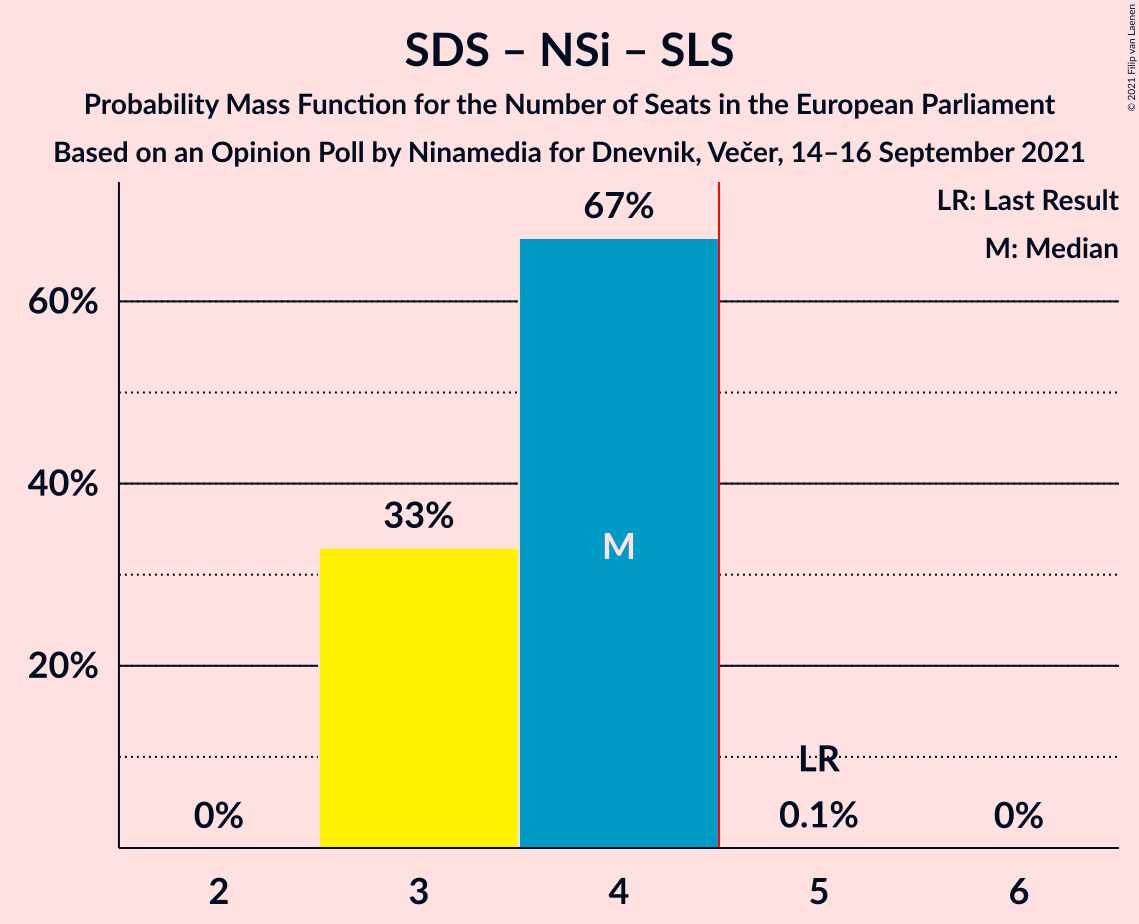 SDS – NSi – SLS
Probability Mass Function for the Number of Seats in the European Parliament
Based on an Opinion Poll by Ninamedia for Dnevnik, Večer, 14–16 September 2021
© 2021 Filip van Laenen
LR: Last Result
M: Median
67%
60%
40%
33%
M
20%
LR
0%
0.1%
0%
2
3
4
5
6